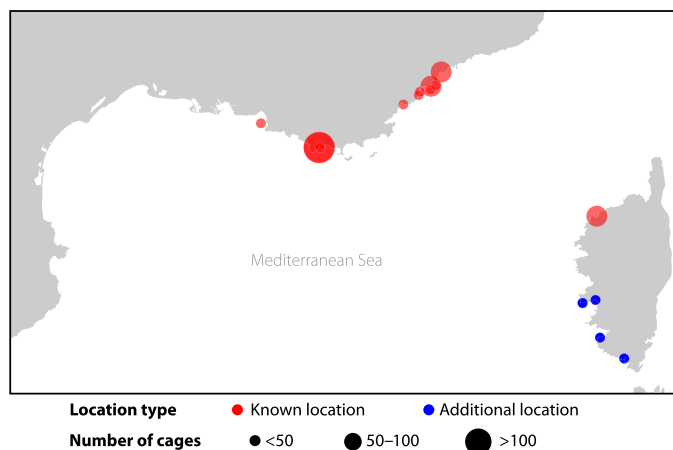 Mediterranean Sea
Location type Known location Additional location
Number of cages <50 50–100 >100